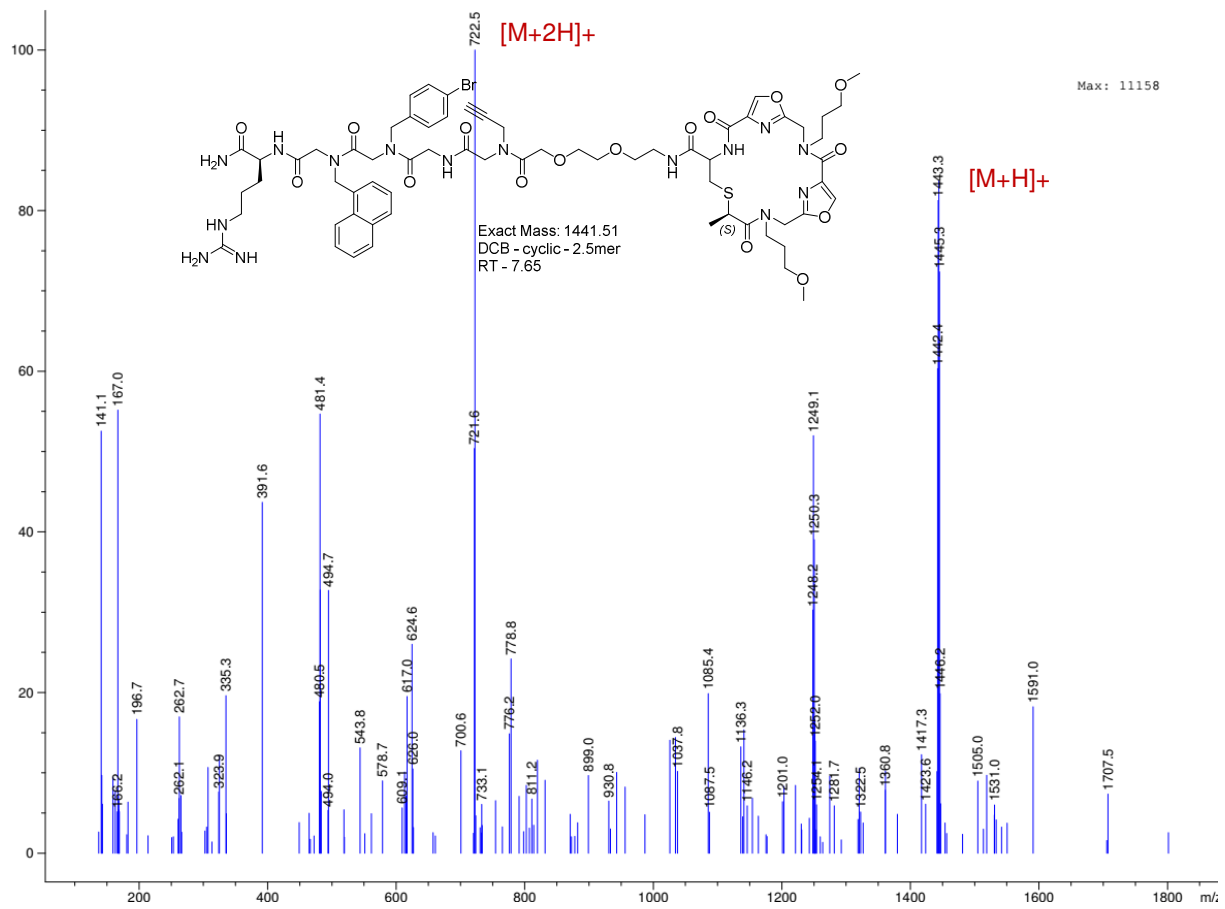 722.5
[M+2H]+
100
Max: 11158
Br
O
O
N
O
NH
N
O
O
O
N
H
O
N
O
O
N
O
O
O
N
H
O
NH2
H
N
O
N
O
N
O
S
N
O
(S)
N
O
O
HN
H2N
NH
Exact Mass: 1441.51
DCB - cyclic - 2.5mer
RT - 7.65
[M+H]+
1443.3
1445.3
1442.4
1446.2
80
60
40
20
0
141.1
167.0
166.2
196.7
262.7
262.1
323.9
335.3
391.6
481.4
480.5
494.7
494.0
543.8
578.7
609.1
617.0
624.6
626.0
700.6
721.6
733.1
776.2
778.8
811.2
899.0
930.8
1037.8
1085.4
1087.5
1136.3
1146.2
1201.0
1249.1
1250.3
1248.2
1252.0
1254.1
1281.7
1322.5
1360.8
1417.3
1423.6
1505.0
1531.0
1591.0
1707.5
200 400 600 800 1000 1200 1400 1600 1800 m/z